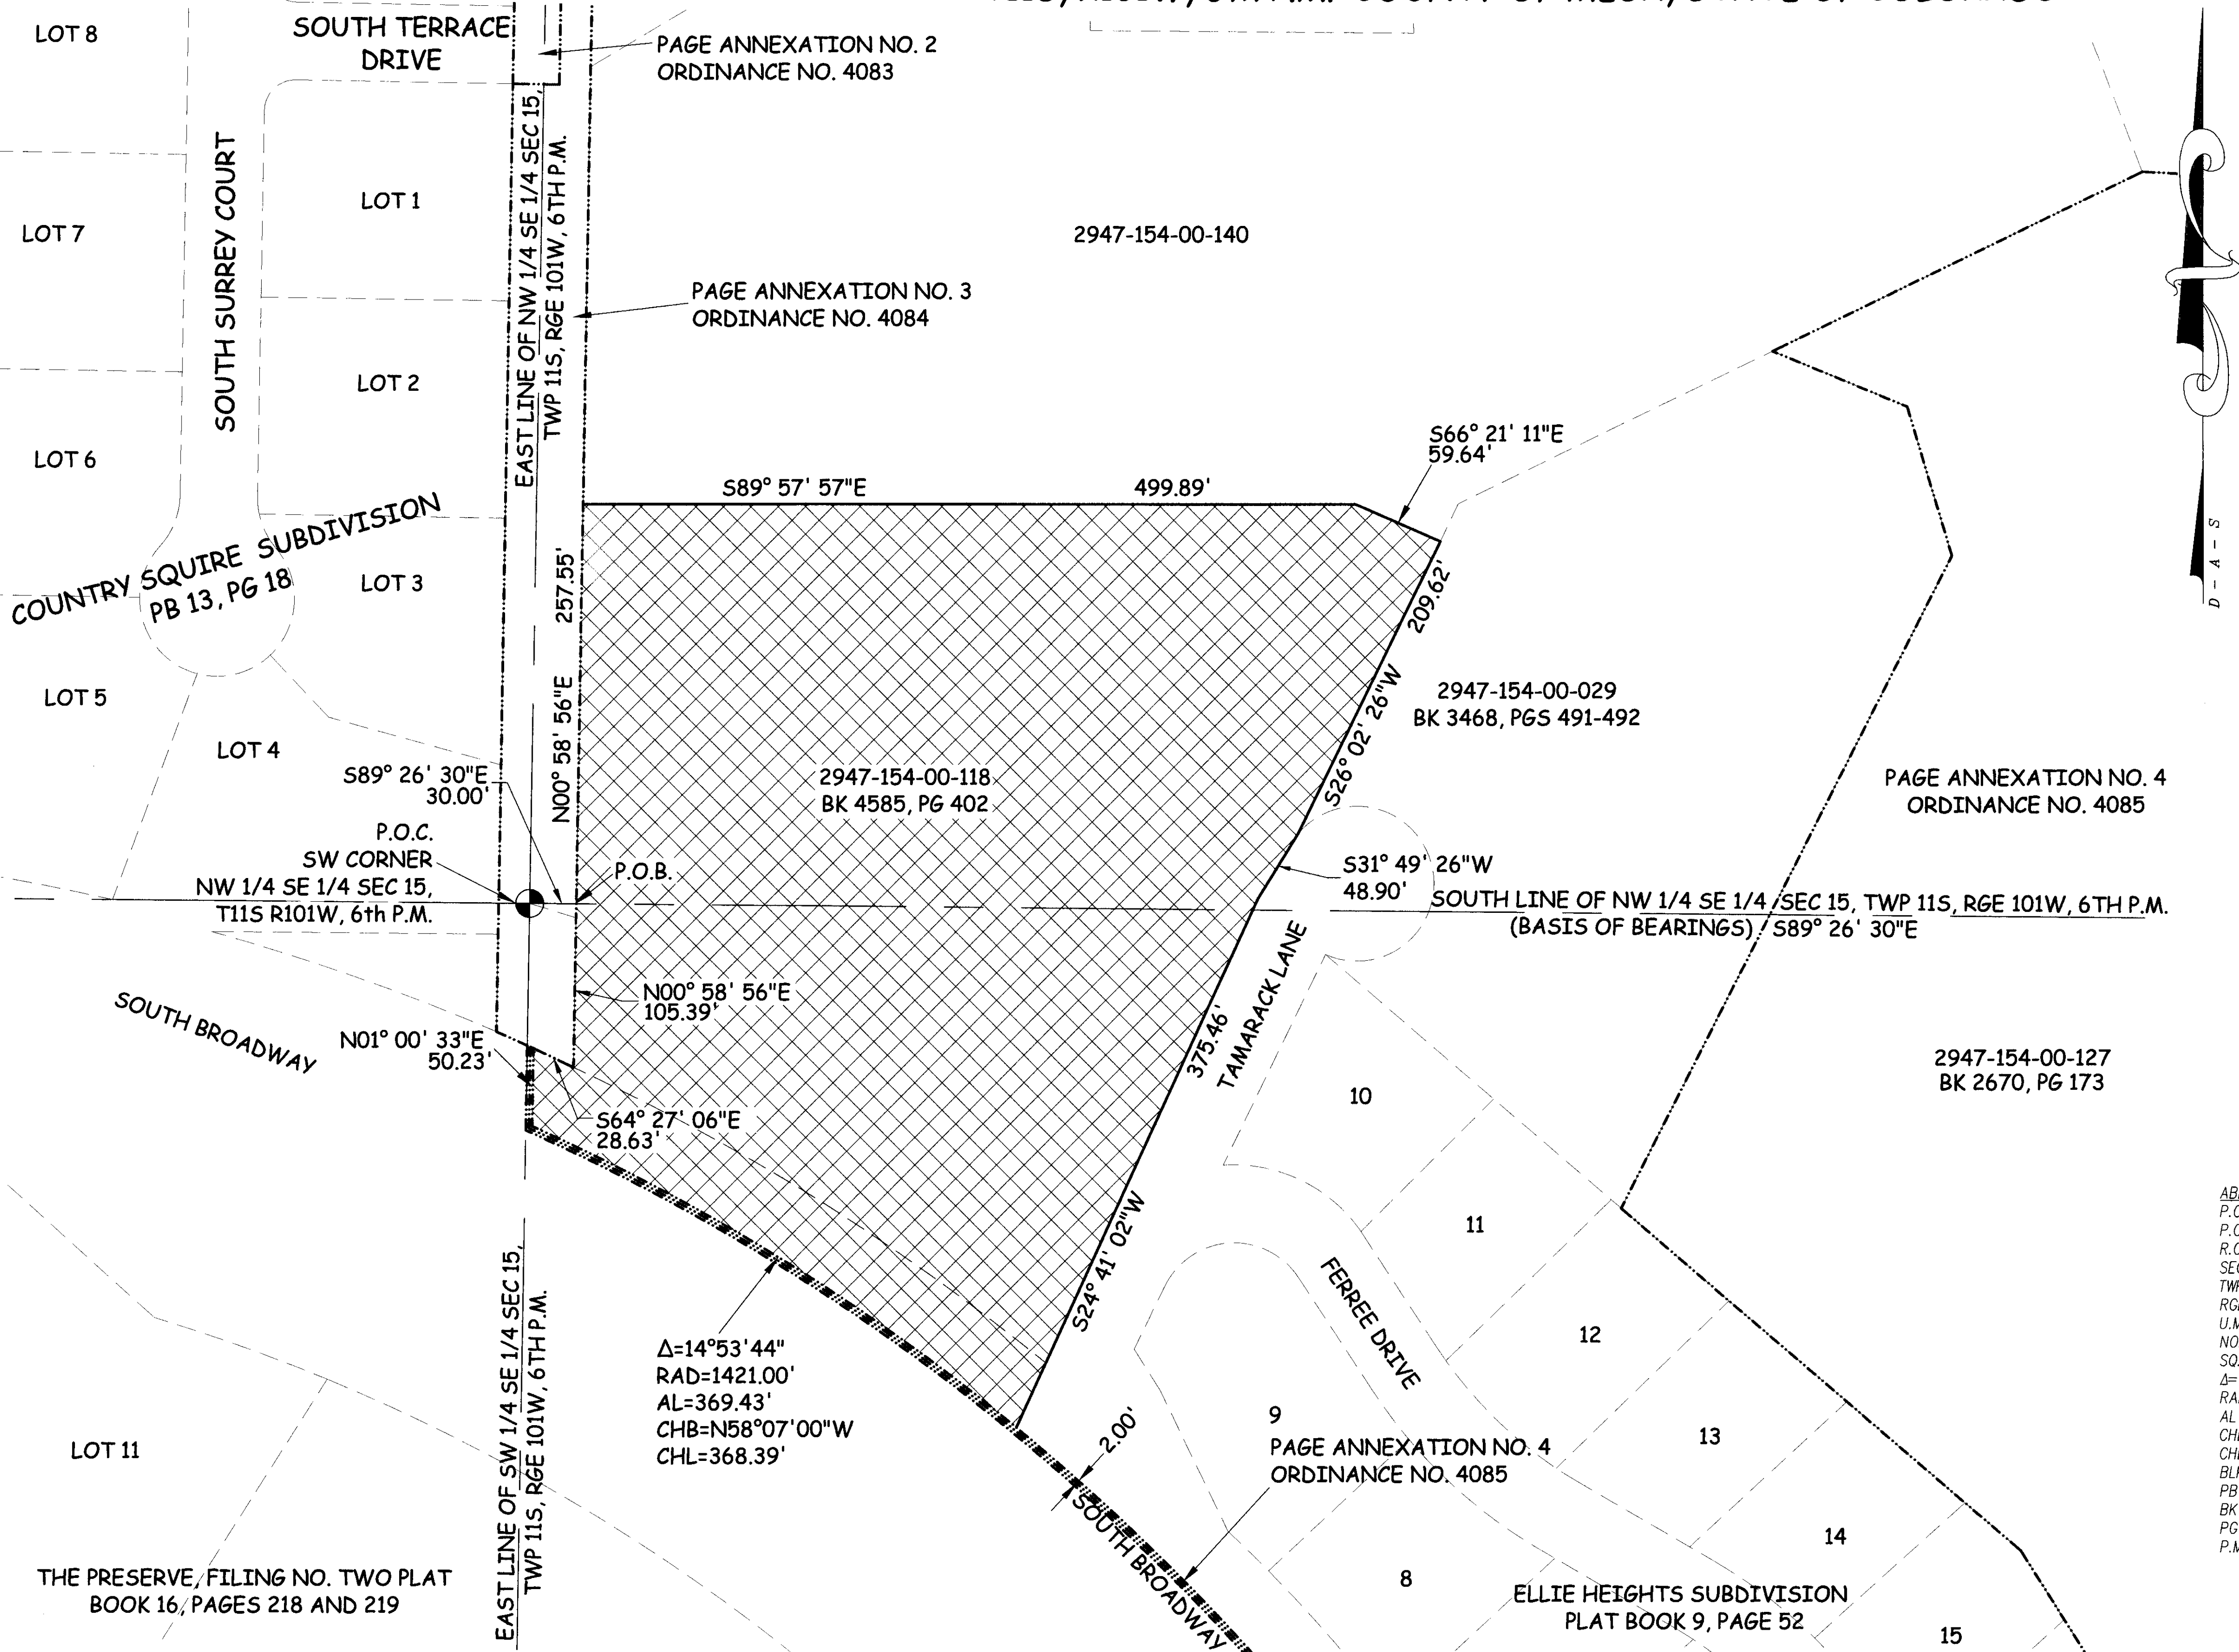 LOT 8
SOUTH TERRACE
DRIVE
PAGE ANNEXATION NO. 2
ORDINANCE NO. 4083
EAST LINE OF NW 1/4 SE 1/4 SEC 15,
TWP 11S, RGE 101W, 6TH P.M.
SOUTH SURREY COURT
LOT 1
LOT 7
2947-154-00-140
PAGE ANNEXATION NO. 3
ORDINANCE NO. 4084
LOT 2
LOT 6
S66° 21' 11"E
59.64'
S89° 57' 57"E
499.89'
COUNTRY SQUIRE SUBDIVISION
PB 13, PG 18
LOT 3
257.55'
N00° 58' 56"E
209.62'
S26° 02' 26"W
D - A - S
LOT 5
LOT 4
2947-154-00-029
BK 3468, PGS 491-492
S89° 26' 30"E
30.00'
2947-154-00-118
BK 4585, PG 402
PAGE ANNEXATION NO. 4
ORDINANCE NO. 4085
P.O.C.
SW CORNER
NW 1/4 SE 1/4 SEC 15,
T11S R101W, 6th P.M.
P.O.B.
S31° 49' 26"W
48.90'
SOUTH LINE OF NW 1/4 SE 1/4 SEC 15, TWP 11S, RGE 101W, 6TH P.M.
(BASIS OF BEARINGS) S89° 26' 30"E
SOUTH BROADWAY
N00° 58' 56"E
105.39'
TAMARACK LANE
375.46'
S24° 41' 02"W
N01° 00' 33"E
50.23'
2947-154-00-127
BK 2670, PG 173
10
S64° 27' 06"E
28.63'
11
FERREE DRIVE
12
EAST LINE OF SW 1/4 SE 1/4 SEC 15,
TWP 11S, RGE 101W, 6TH P.M.
Δ=14°53'44"
RAD=1421.00'
AL=369.43'
CHB=N58°07'00"W
CHL=368.39'
2.00'
9
PAGE ANNEXATION NO. 4
ORDINANCE NO. 4085
13
LOT 11
SOUTH BROADWAY
14
THE PRESERVE, FILING NO. TWO PLAT
BOOK 16, PAGES 218 AND 219
8
ELLIE HEIGHTS SUBDIVISION
PLAT BOOK 9, PAGE 52
15
P.O
P.O
R.O
Δ=
AL
PB
BK
PG